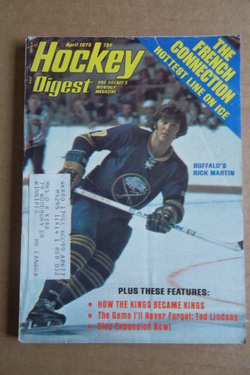 April 1975 75¢
Hockey
Digest
PRO HOCKEY'S
MONTHLY
MAGAZINE
THE
FRENCH
CONNECTION
HOTTEST LINE ON ICE
BUFFALO'S
RICK MARTIN
PLUS THESE FEATURES:
• HOW THE KINGS BECAME KINGS
• The Game I'll Never Forget: Ted Lindsay
• Stop Expansion Now!